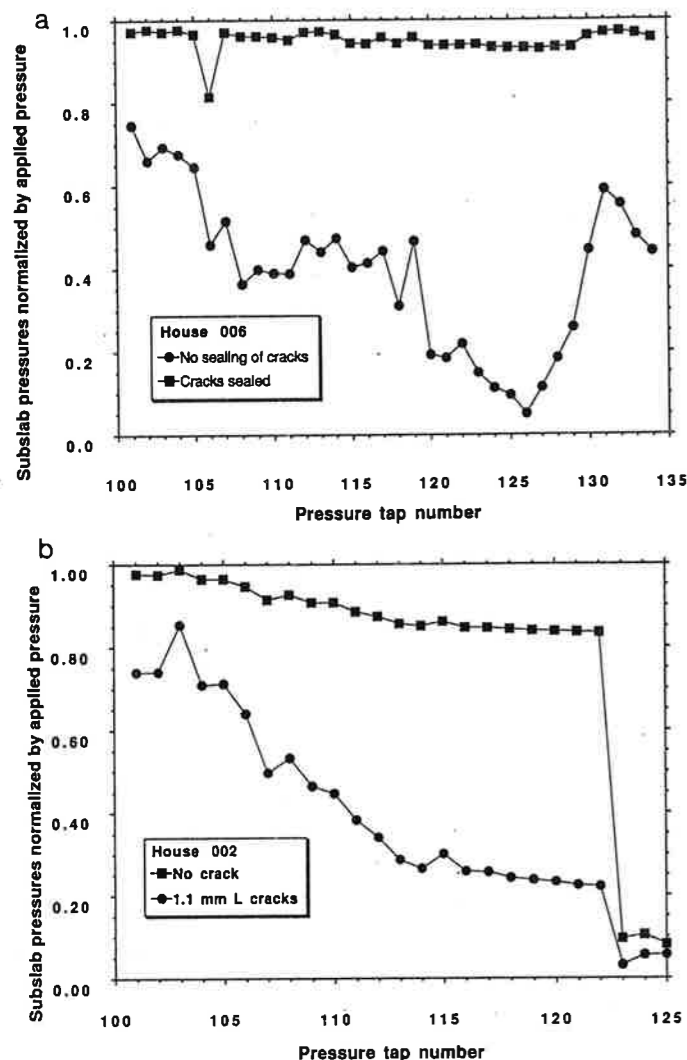 a
Subslab pressures normalized by applied pressure
1.0
0.8
0.6
0.4
0.2
0.0
House 006
No sealing of cracks
Cracks sealed
100 105 110 115 120 125 130 135
Pressure tap number
b
Subslab pressures normalized by applied pressure
1.00
0.80
0.60
0.40
0.20
0.00
House 002
No crack
1.1 mm L cracks
100 105 110 115 120 125
Pressure tap number